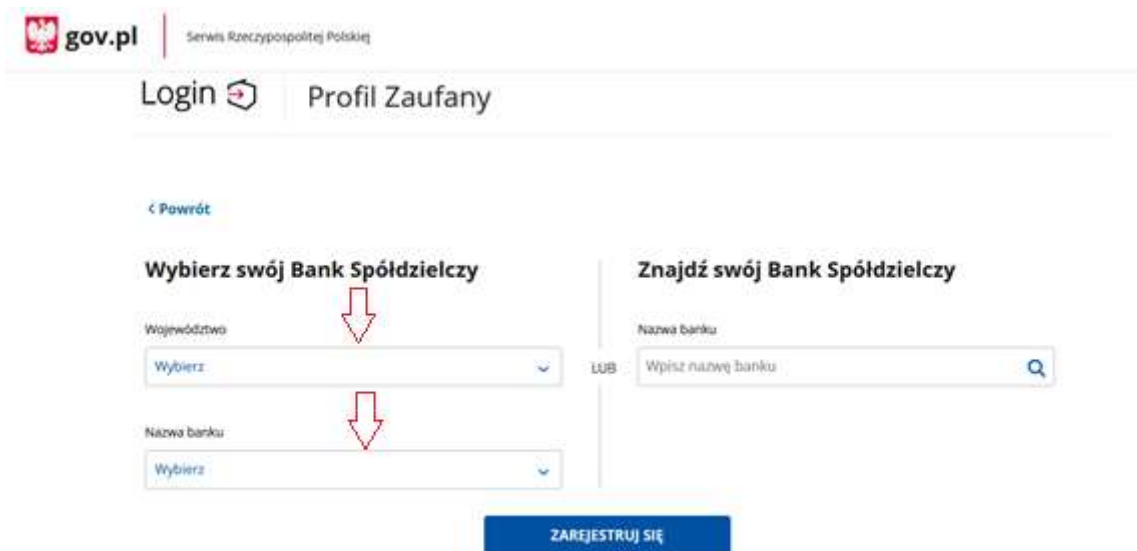 gov.pl
Serwis Rzeczypospolitej Polskiej
Login
Profil Zaufany
< Powrót
Wybierz swój Bank Spółdzielczy
Województwo
Wybierz
Nazwa banku
Wybierz
LUB
Znajdź swój Bank Spółdzielczy
Nazwa banku
Wpisz nazwę banku
ZAREJESTRUJ SIĘ